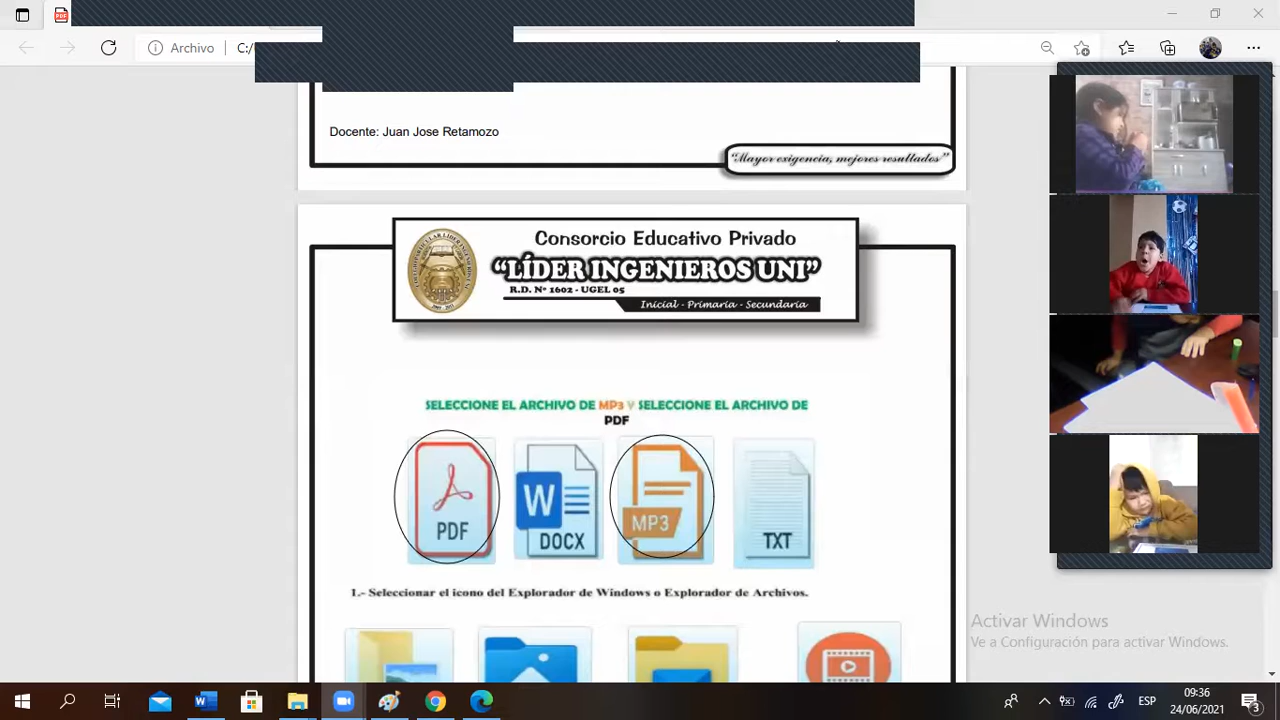 Archivo
C:/
Docente: Juan Jose Retamozo
"Mayor exigencia, mejores resultados"
Consorcio Educativo Privado
"LÍDER INGENIEROS UNI"
R.D. Nº 1602 - UGEL 05
Inicial - Primaria - Secundaria
SELECCIONE EL ARCHIVO DE MP3 Y SELECCIONE EL ARCHIVO DE
PDF
PDF
DOCX
MP3
TXT
1.- Seleccionar el icono del Explorador de Windows o Explorador de Archivos.
Activar Windows
Ve a Configuración para activar Windows.
ESP
09:36
24/06/2021
3